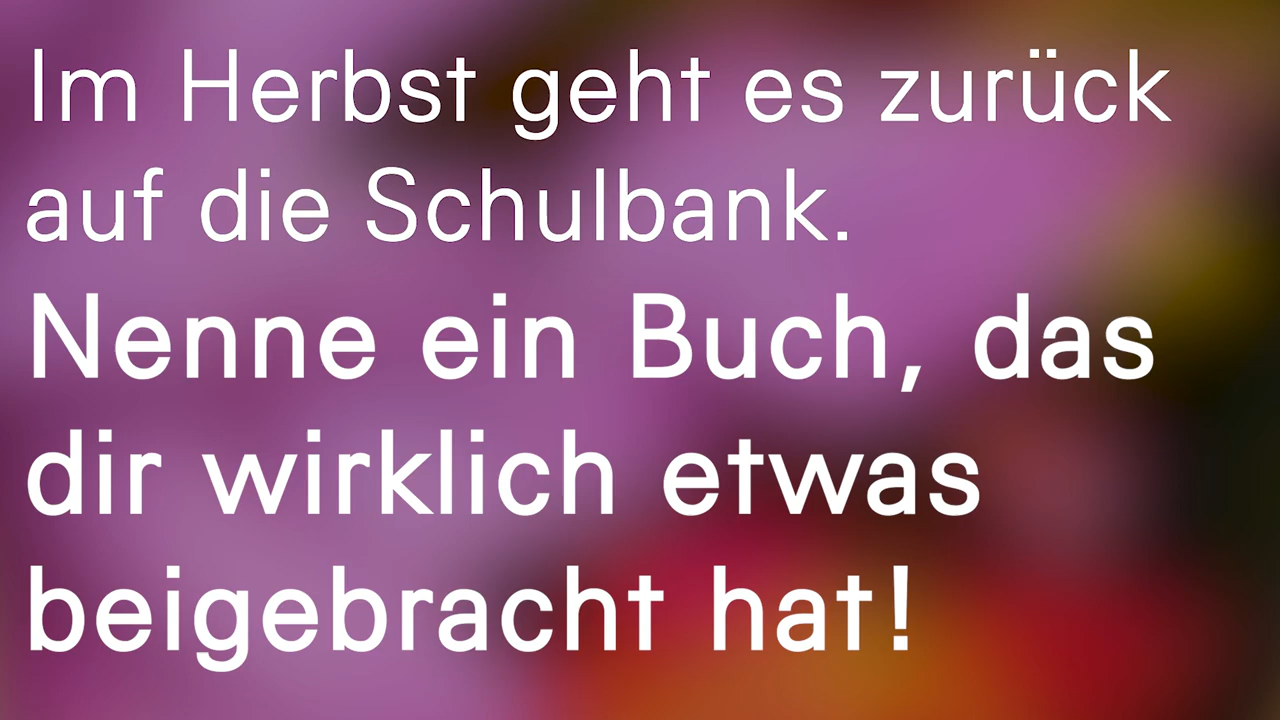 Im Herbst geht es zurück
auf die Schulbank.
Nenne ein Buch, das
dir wirklich etwas
beigebracht hat!